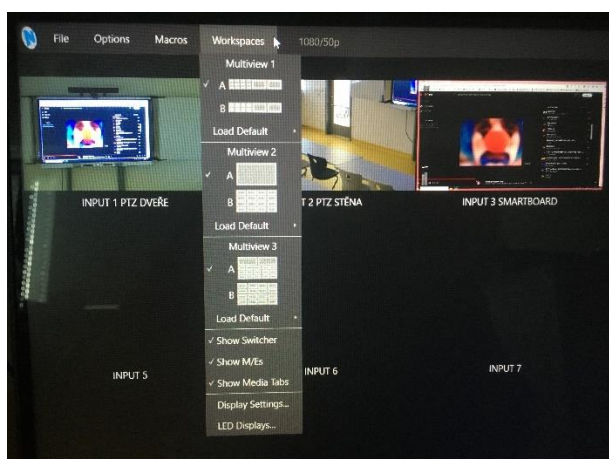 File Options Macros Workspaces 1080/50p
Multiview 1
A
B
Load Default
Multiview 2
A
B
Load Default
Multiview 3
A
B
Load Default
Show Switcher
Show M/Es
Show Media Tabs
Display Settings...
LED Displays...
INPUT 1 PTZ DVEŘE
T 2 PTZ STĚNA
INPUT 3 SMARTBOARD
INPUT 5
INPUT 6
INPUT 7